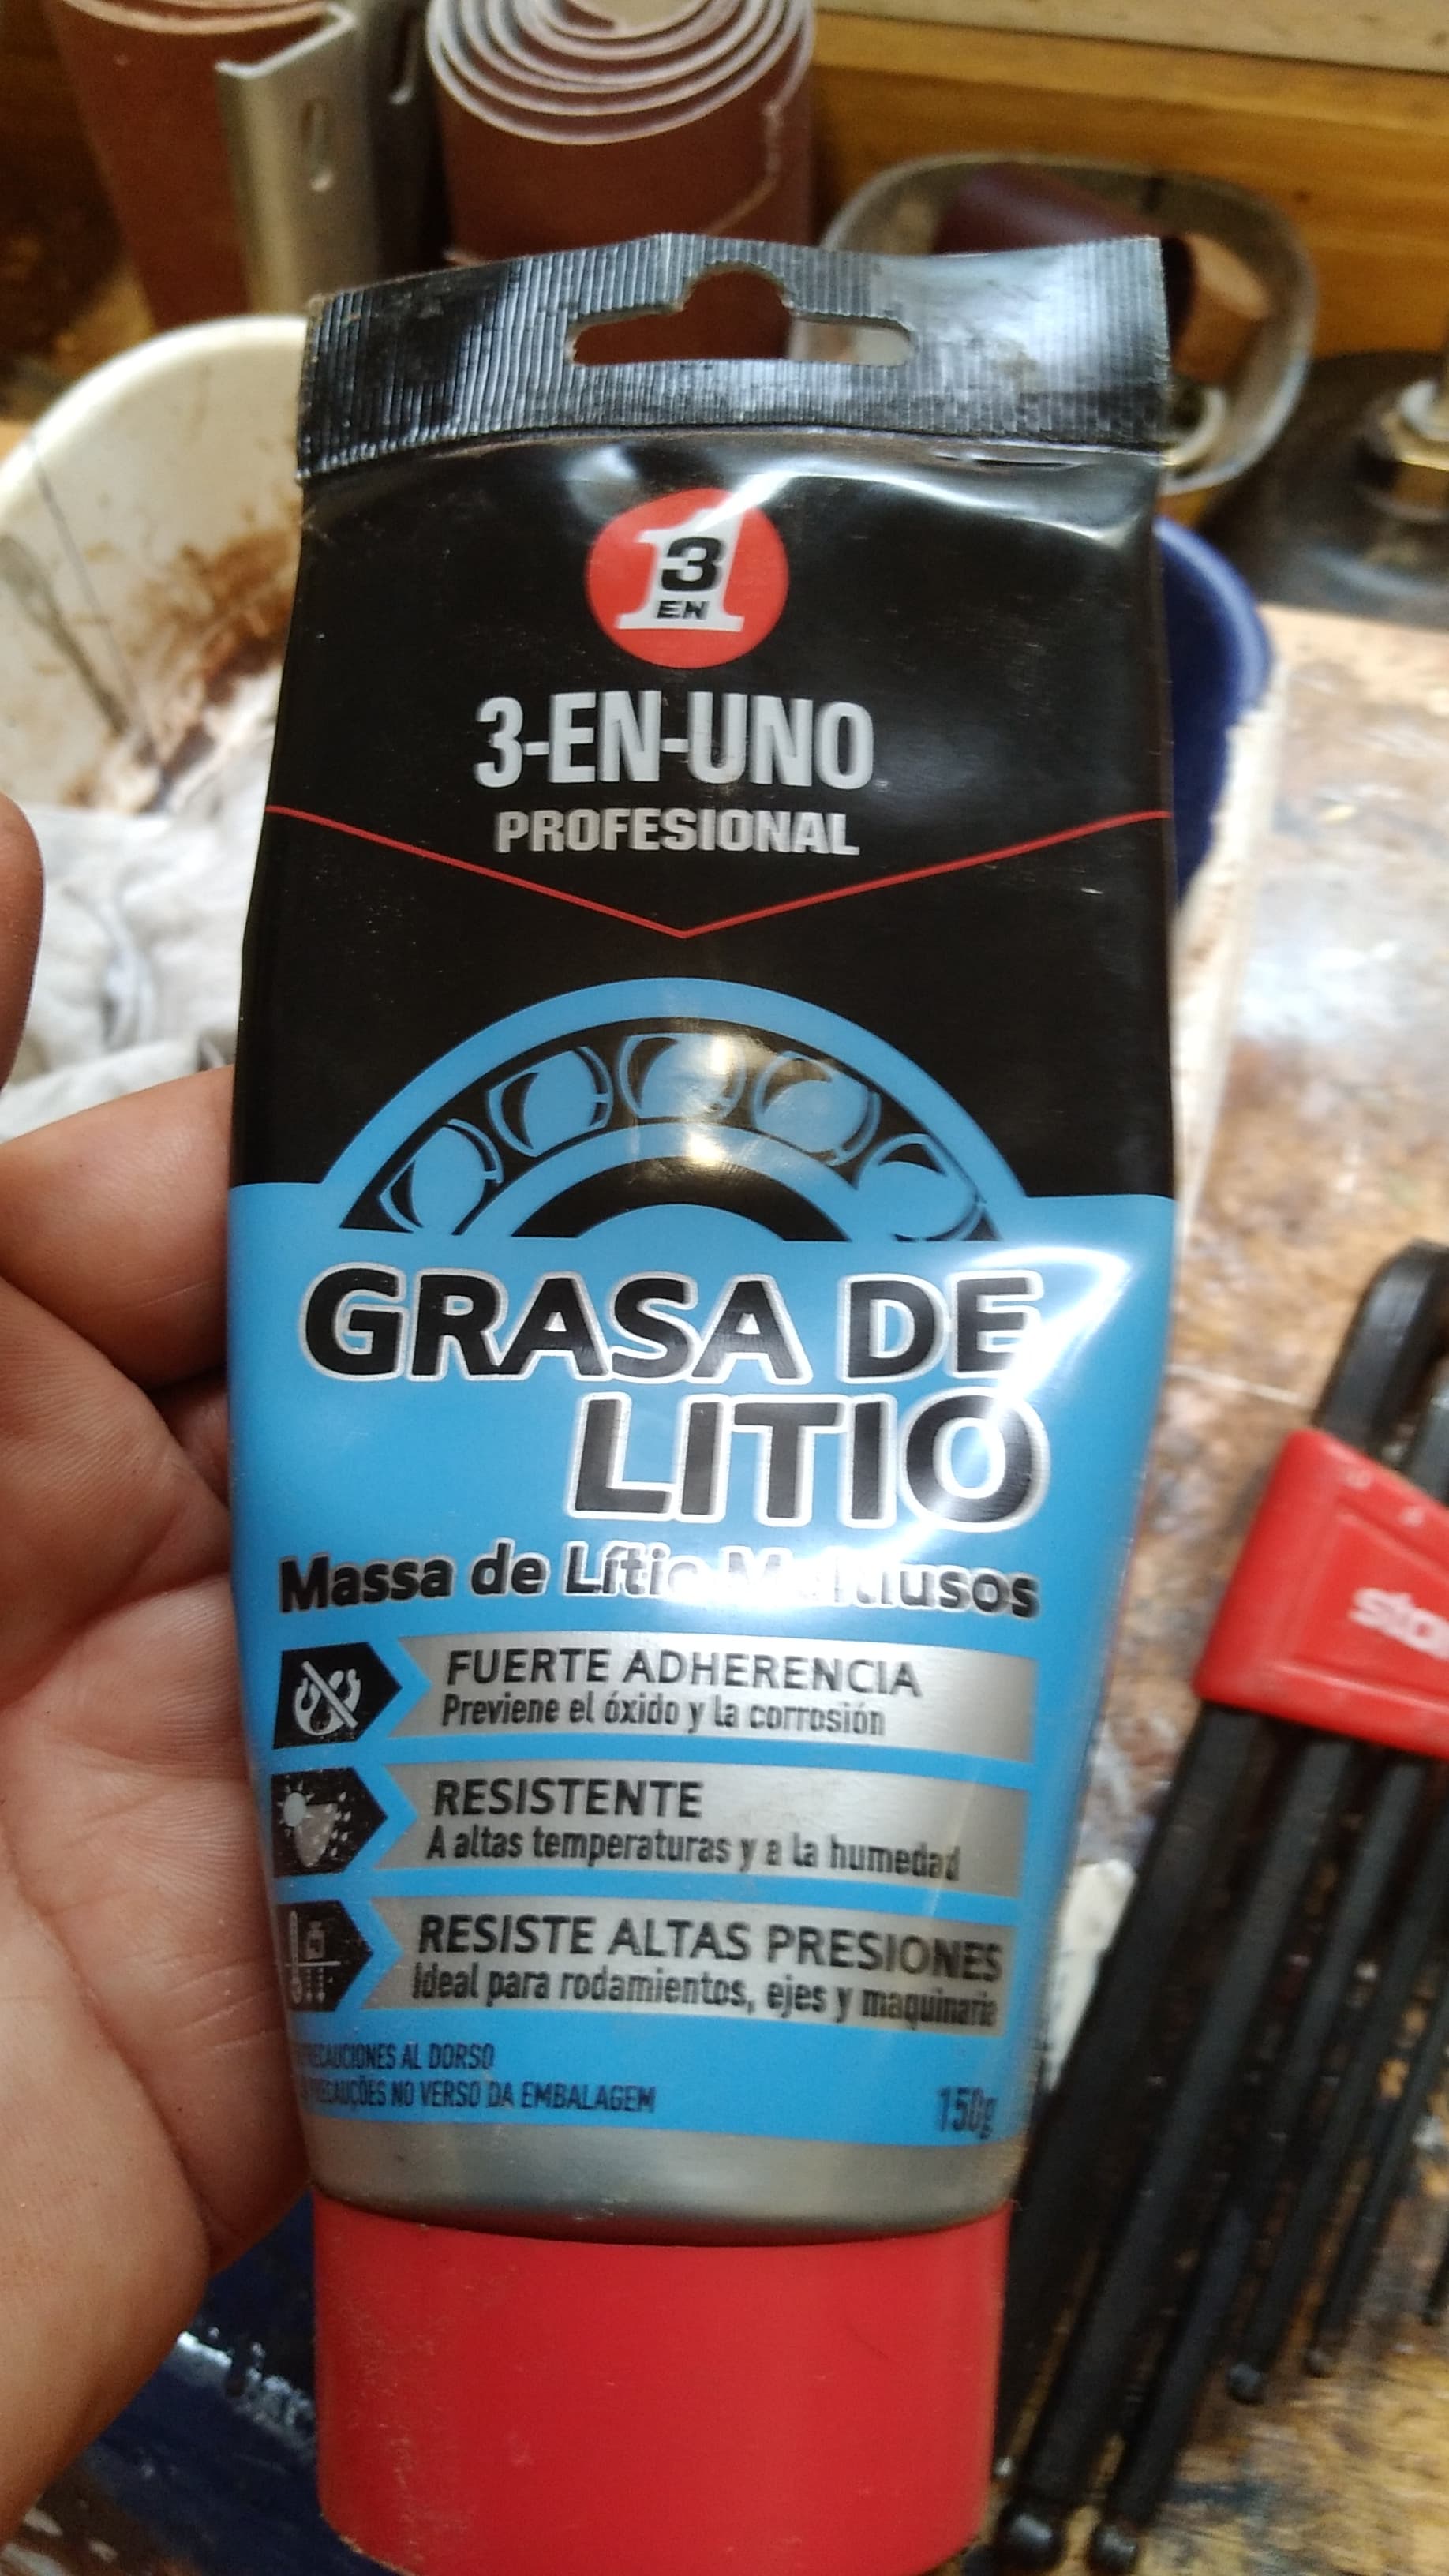 3
EN
1
3-EN-UNO
PROFESIONAL
GRASA DE
LITIO
Massa de Lítio Multiusos
FUERTE ADHERENCIA
Previene el óxido y la corrosión
RESISTENTE
A altas temperaturas y a la humedad
RESISTE ALTAS PRESIONES
Ideal para rodamientos, ejes y maquinaria
PRECAUCIONES AL DORSO
PRECAUÇÕES NO VERSO DA EMBALAGEM
150g